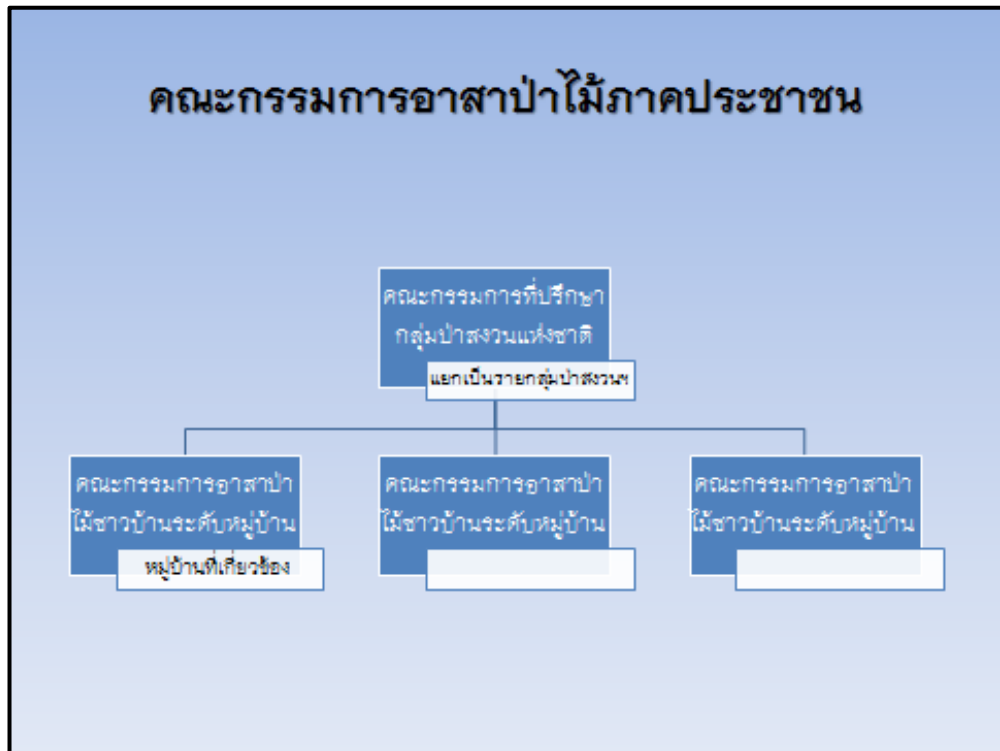 คณะกรรมการอาสาป่าไม้ภาคประชาชน
คณะกรรมการที่ปรึกษา
กลุ่มป่าสงวนแห่งชาติ
แยกเป็นรายกลุ่มป่าสงวนฯ
คณะกรรมการอาสาป่า
ไม้ชาวบ้านระดับหมู่บ้าน
หมู่บ้านที่เกี่ยวข้อง
คณะกรรมการอาสาป่า
ไม้ชาวบ้านระดับหมู่บ้าน
คณะกรรมการอาสาป่า
ไม้ชาวบ้านระดับหมู่บ้าน